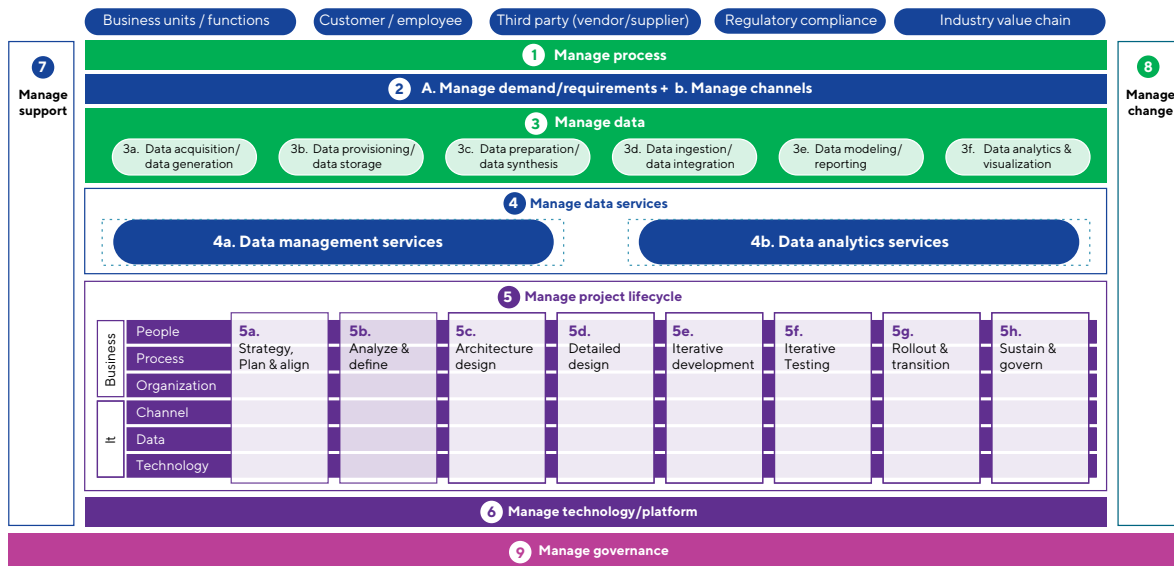 Business units / functions
Customer / employee
Third party (vendor/supplier)
Regulatory compliance
Industry value chain
7
Manage
support
1 Manage process
2 A. Manage demand/requirements + b. Manage channels
3 Manage data
3a. Data acquisition/
data generation
3b. Data provisioning/
data storage
3c. Data preparation/
data synthesis
3d. Data ingestion/
data integration
3e. Data modeling/
reporting
3f. Data analytics &
visualization
8
Manage
change
4 Manage data services
4a. Data management services
4b. Data analytics services
5 Manage project lifecycle
Business
People
Process
Organization
It
Channel
Data
Technology
5a.
Strategy,
Plan & align
5b.
Analyze &
define
5c.
Architecture
design
5d.
Detailed
design
5e.
Iterative
development
5f.
Iterative
Testing
5g.
Rollout &
transition
5h.
Sustain &
govern
6 Manage technology/platform
9 Manage governance